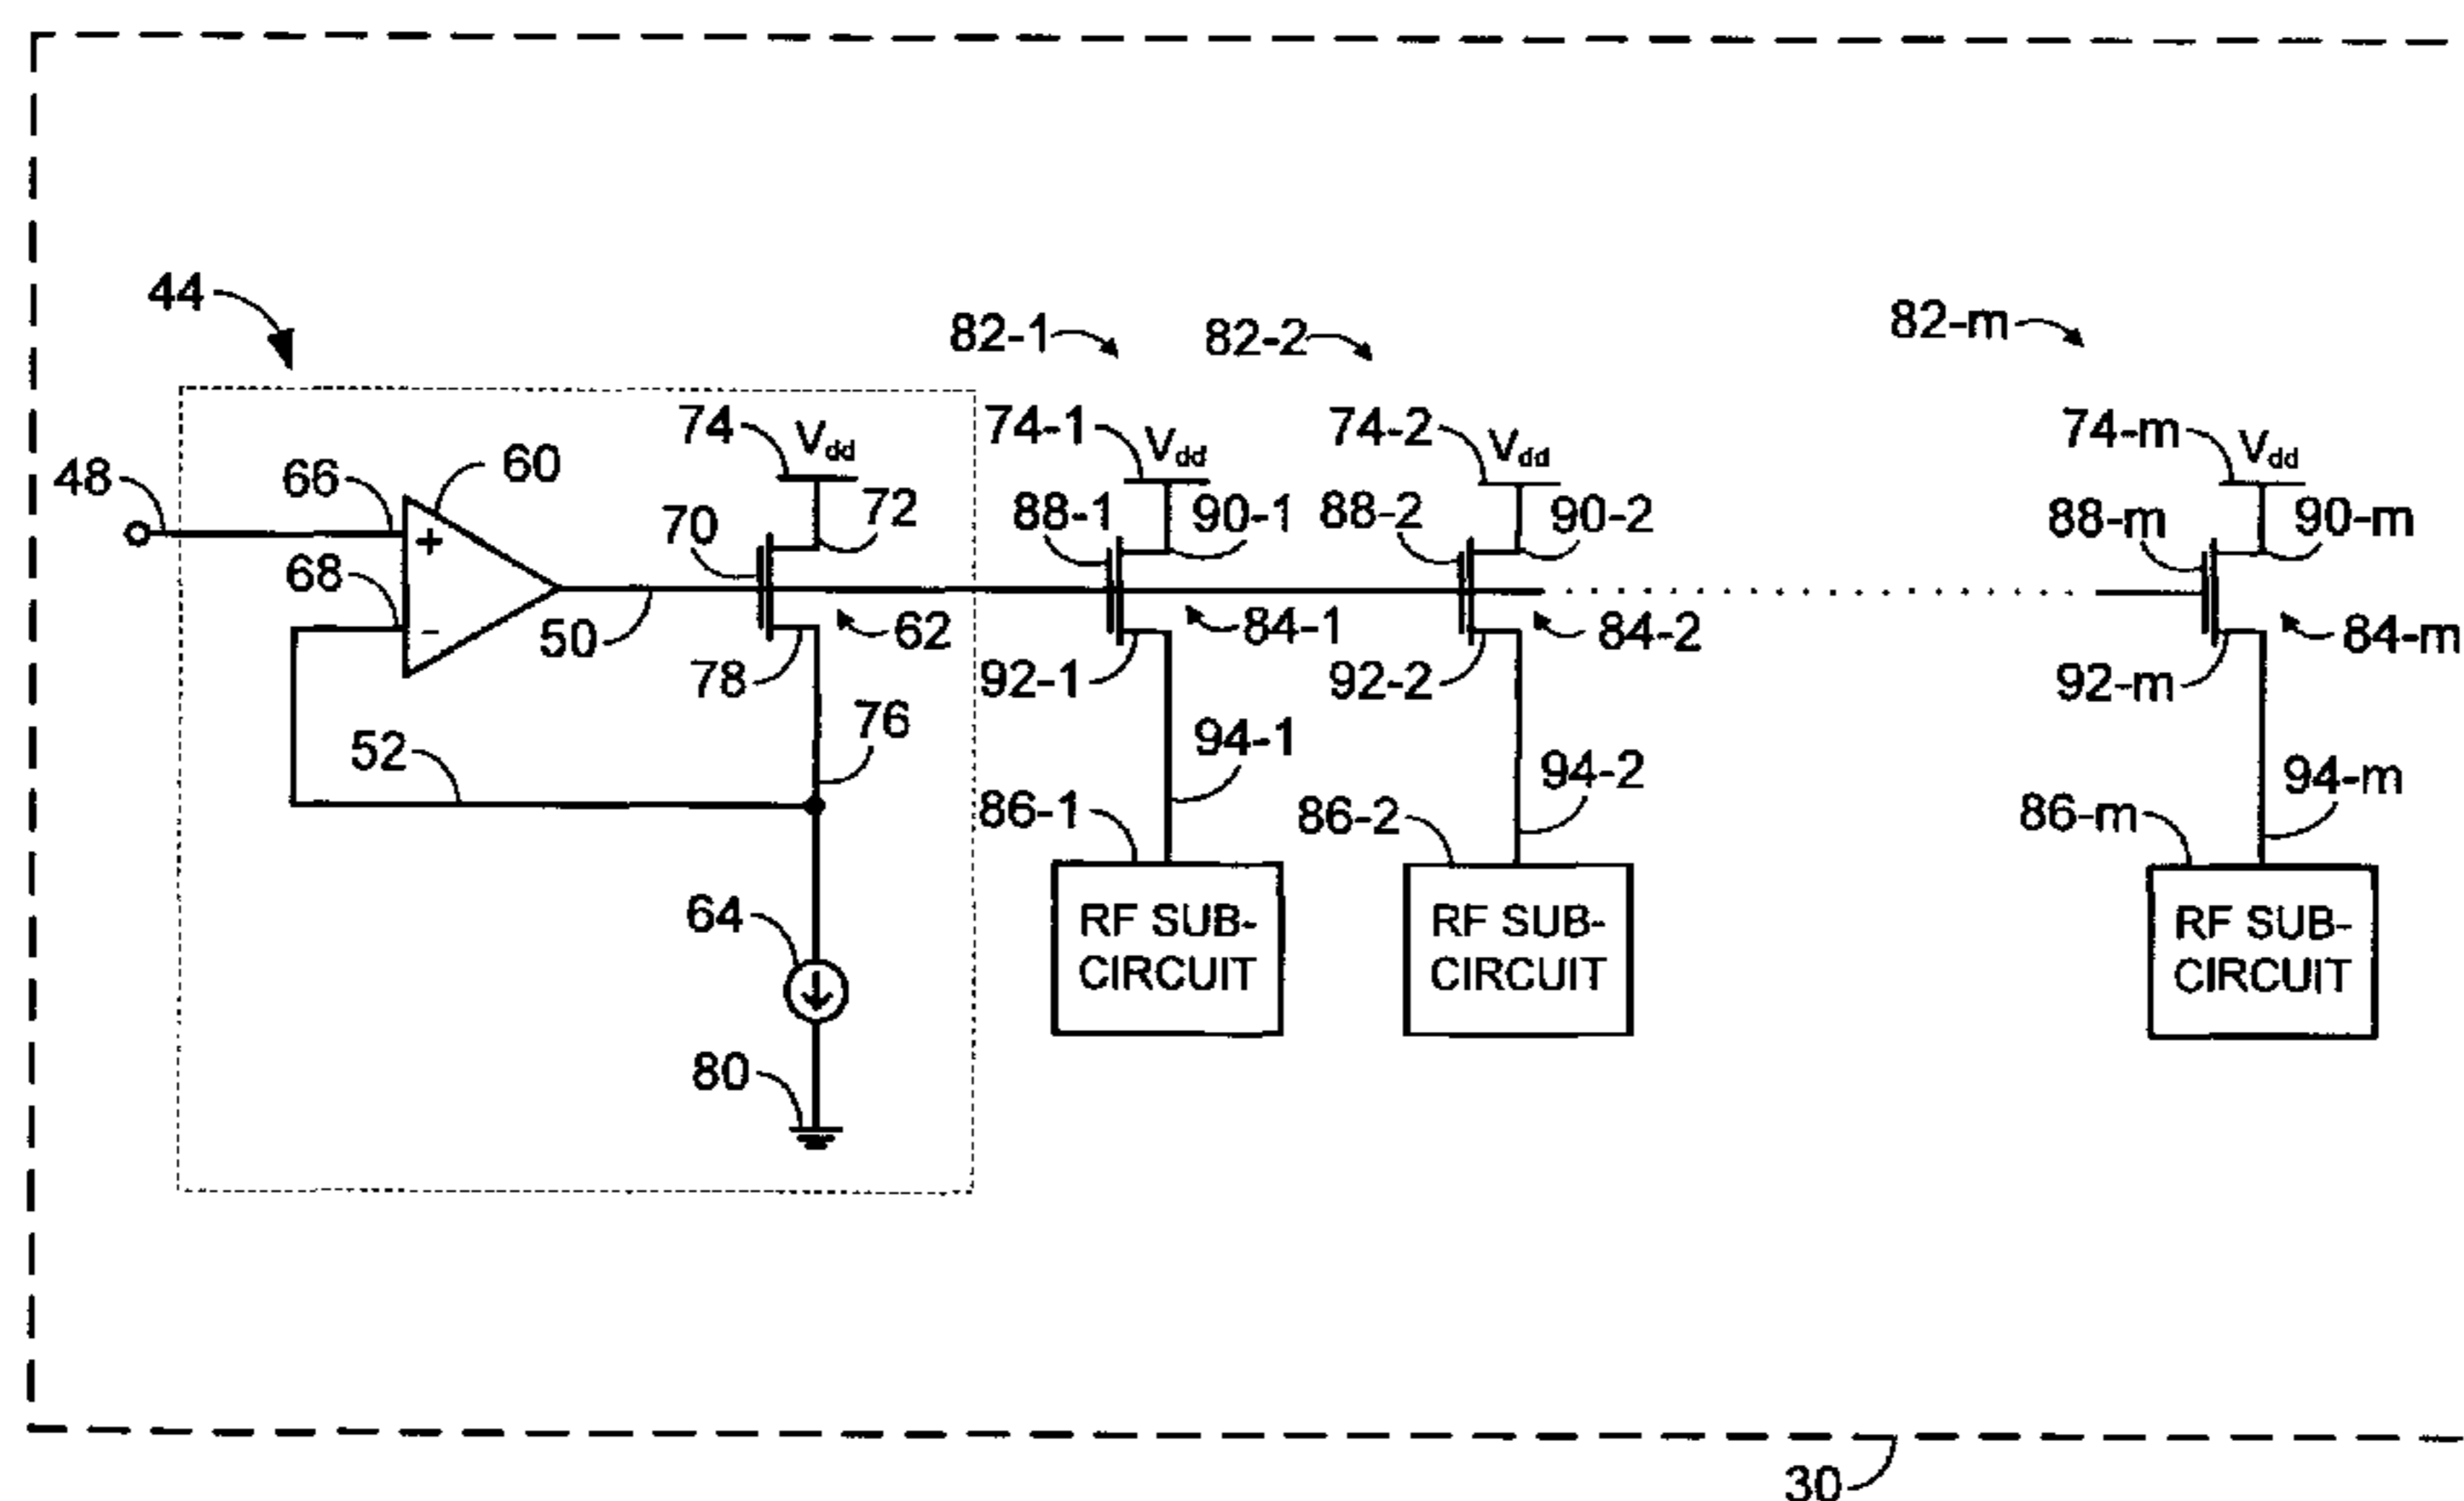 44
82-1
82-2
82-m
74
Vdd
74-1
Vdd
74-2
Vdd
74-m
Vdd
48
66
60
70
72
88-1
90-1
88-2
90-2
88-m
90-m
+
68
-
50
78
62
92-1
84-1
92-2
84-2
92-m
84-m
52
76
94-1
94-2
94-m
86-1
86-2
86-m
64
RF SUB-
CIRCUIT
RF SUB-
CIRCUIT
RF SUB-
CIRCUIT
80
30